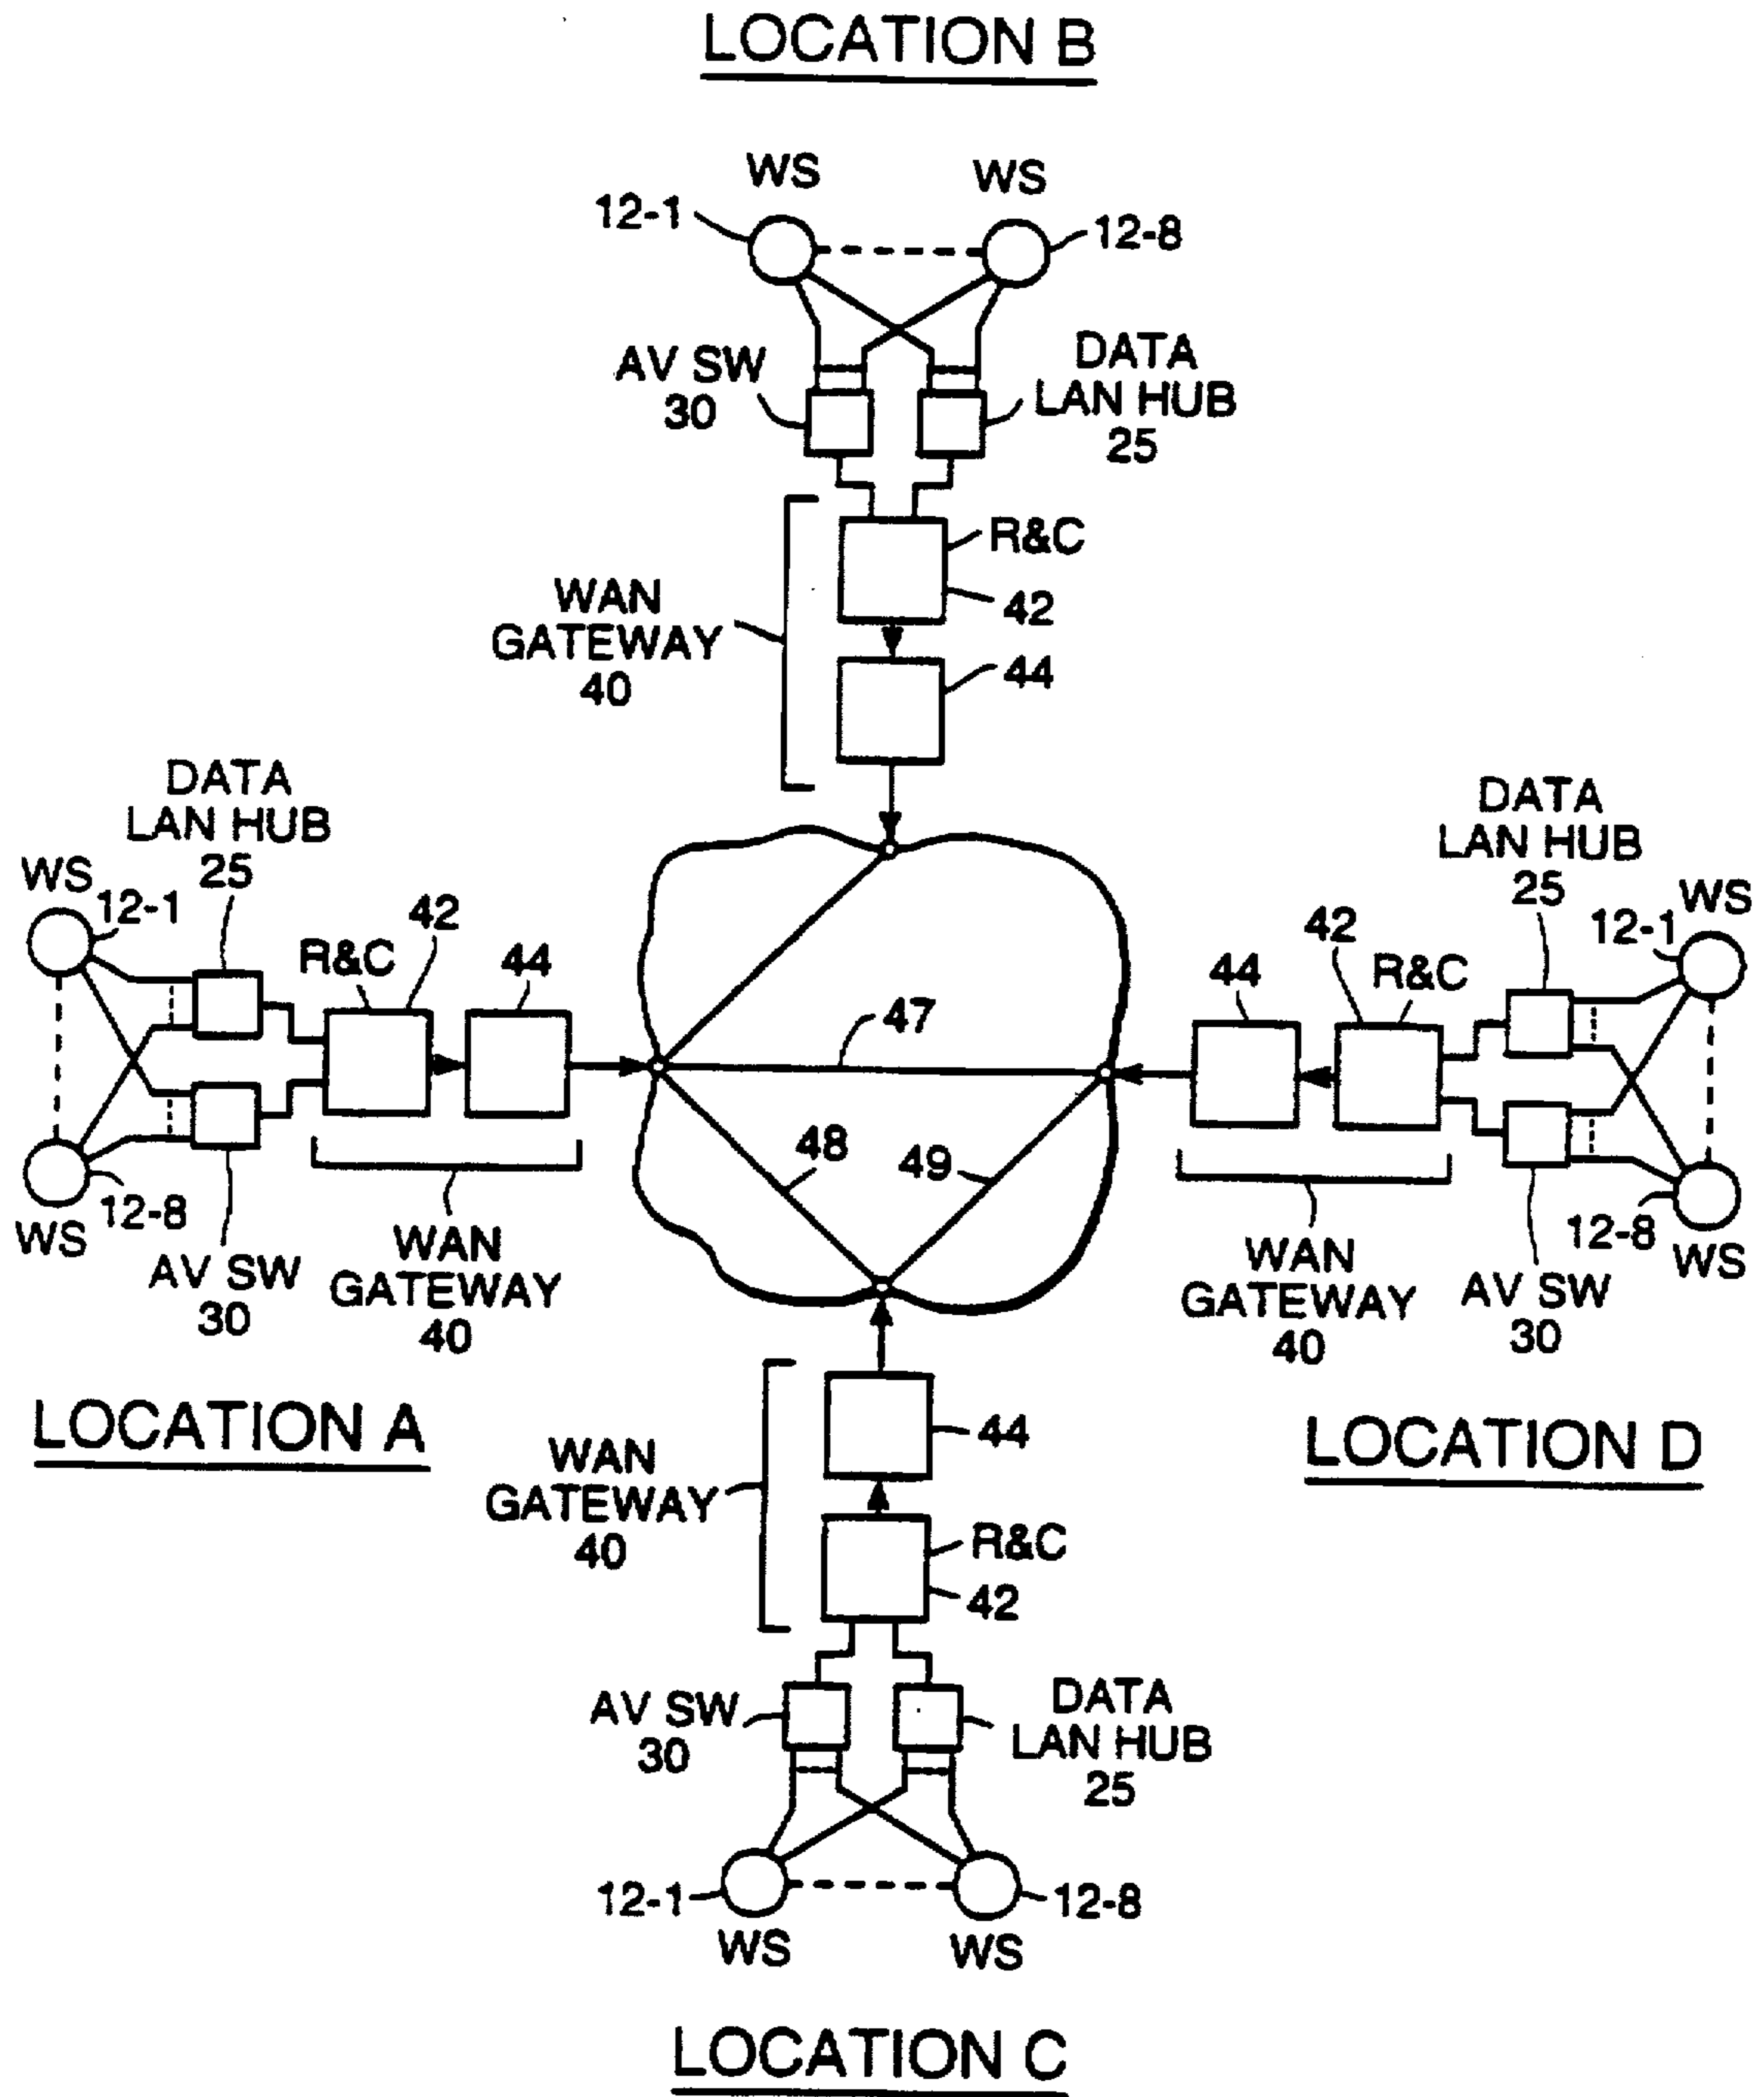 LOCATION B
WS
WS
12-1
12-8
AV SW
30
DATA
LAN HUB
25
R&C
42
WAN
GATEWAY
40
44
DATA
LAN HUB
25
WS
12-1
R&C
42
44
12-8
WS
AV SW
30
WAN
GATEWAY
40
LOCATION A
47
48
49
DATA
LAN HUB
25
WS
12-1
42
R&C
44
12-8
WS
WAN
GATEWAY
40
AV SW
30
LOCATION D
44
WAN
GATEWAY
40
R&C
42
AV SW
30
DATA
LAN HUB
25
12-1
12-8
WS
WS
LOCATION C